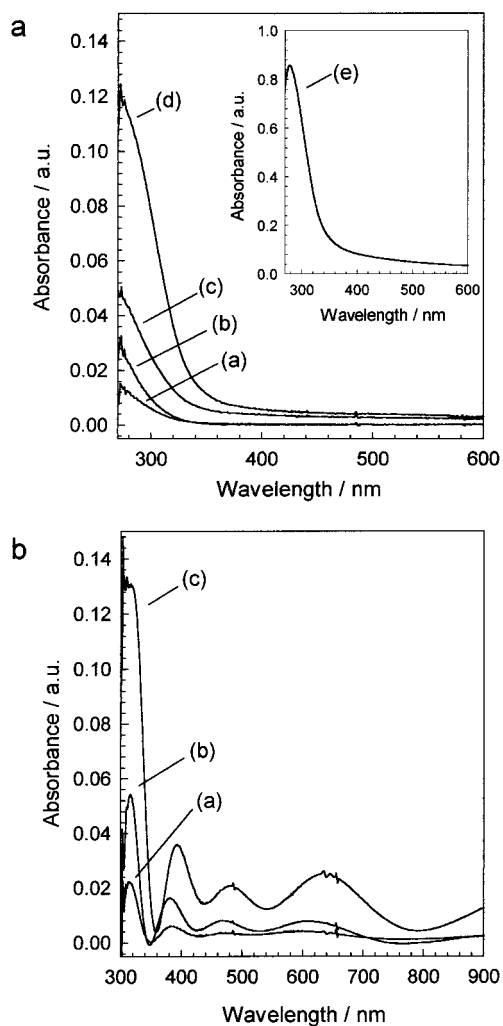 a
0.14
0.12
0.10
0.08
0.06
0.04
0.02
0.00
Absorbance / a.u.
300 400 500 600
Wavelength / nm
(d)
(c)
(b)
(a)
1.0
0.8
0.6
0.4
0.2
0.0
Absorbance / a.u.
300 400 500 600
Wavelength / nm
(e)
b
0.14
0.12
0.10
0.08
0.06
0.04
0.02
0.00
Absorbance / a.u.
300 400 500 600 700 800 900
Wavelength / nm
(c)
(b)
(a)